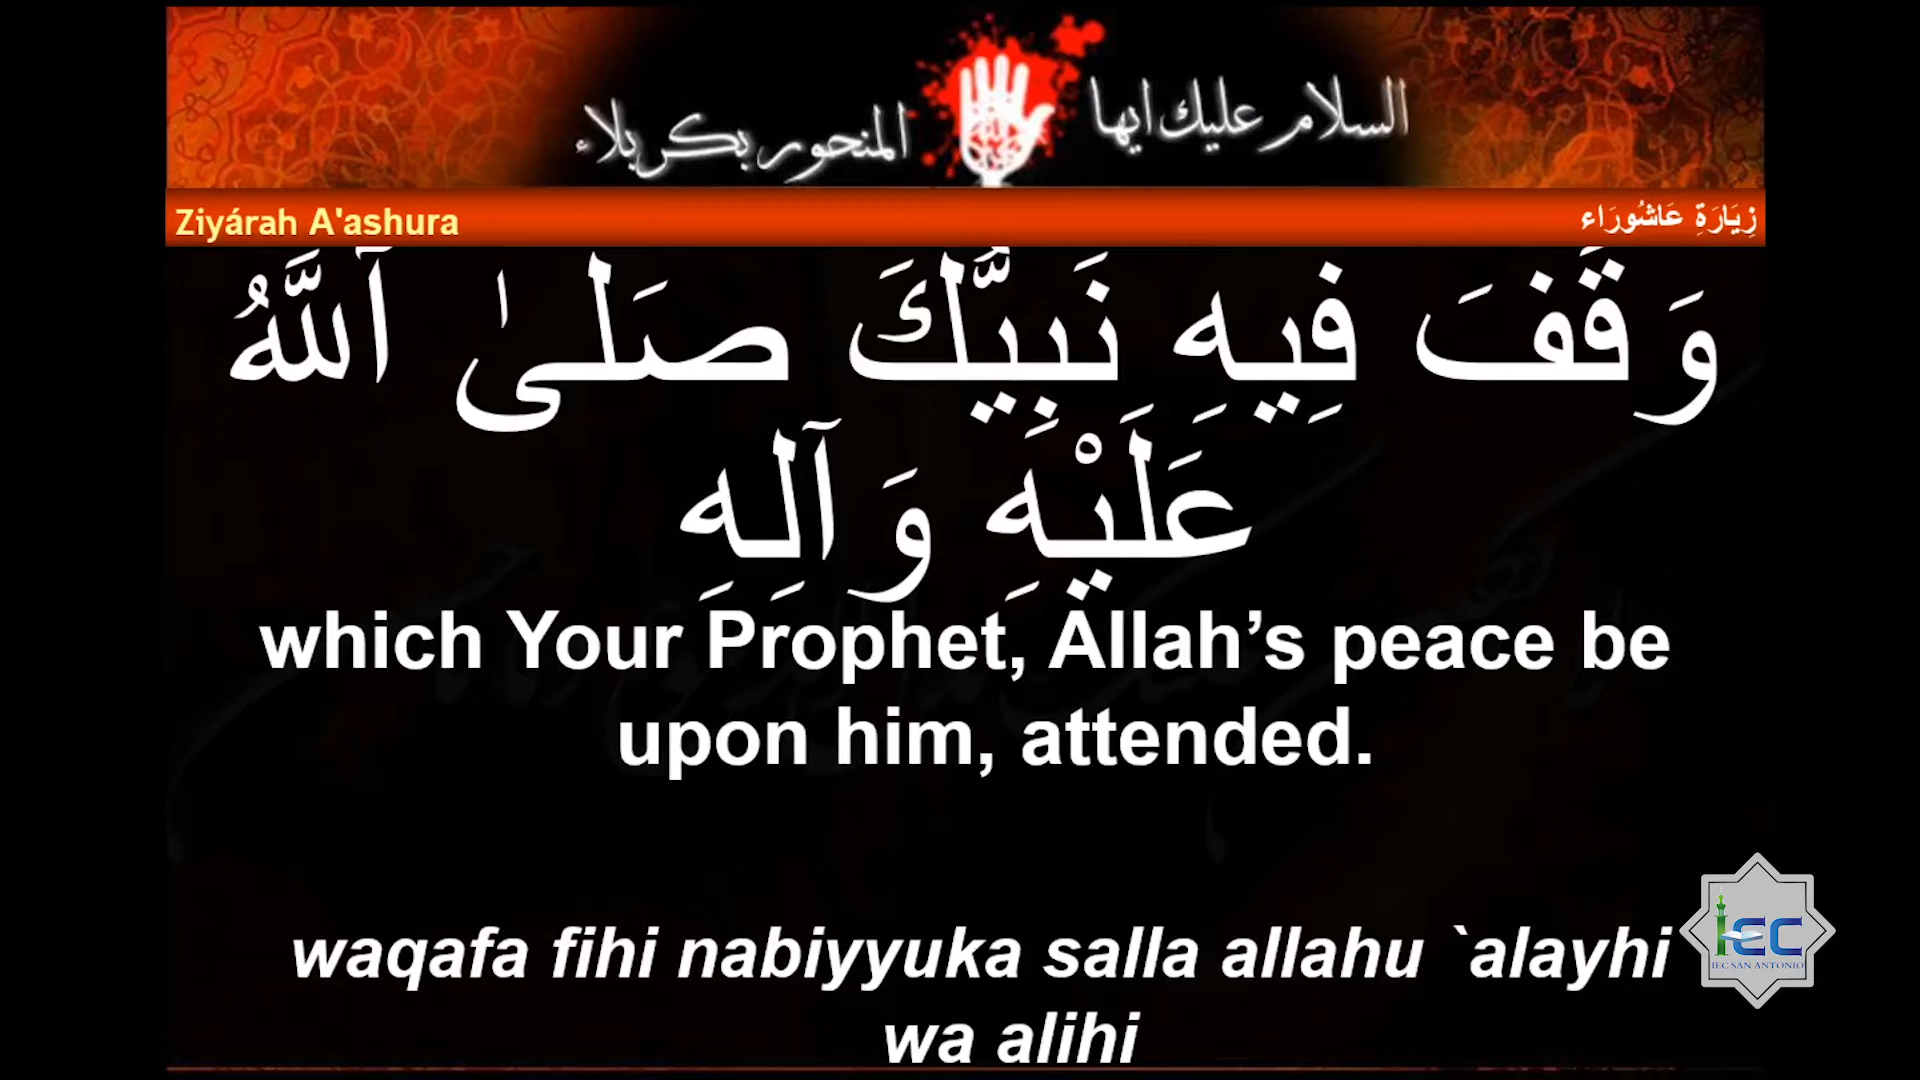 السلام عليك ايها
المنحور بكربلاء
Ziyárah A'ashura
زِيَارَةِ عَاشُورَاء
وَقَفَ فِيهِ نَبِيُّكَ صَلَىٰ ٱللَّهُ
عَلَيْهِ وَآلِهِ
which Your Prophet, Allah’s peace be
upon him, attended.
waqafa fihi nabiyyuka salla allahu `alayhi
wa alihi
IEC
IEC SAN ANTONIO